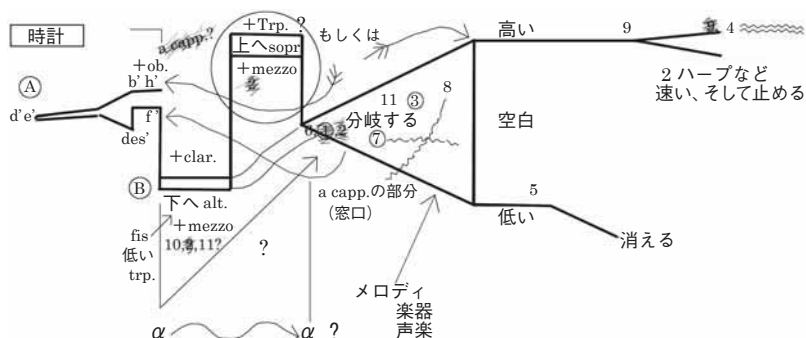 時計
a capp.?
+Trp. ?
上へsopr
+mezzo
もしくは
高い
9
4
2 ハープなど
速い、そして止める
+ob.
b' h'
A
d'e'
f'
des'
11
③
8
分岐する
⑦
空白
+clar.
B
下へ alt.
+mezzo
10,2,11?
a capp.の部分
（窓口）
5
低い
消える
fis
低い
trp.
?
メロディ
楽器
声楽
α
α ?